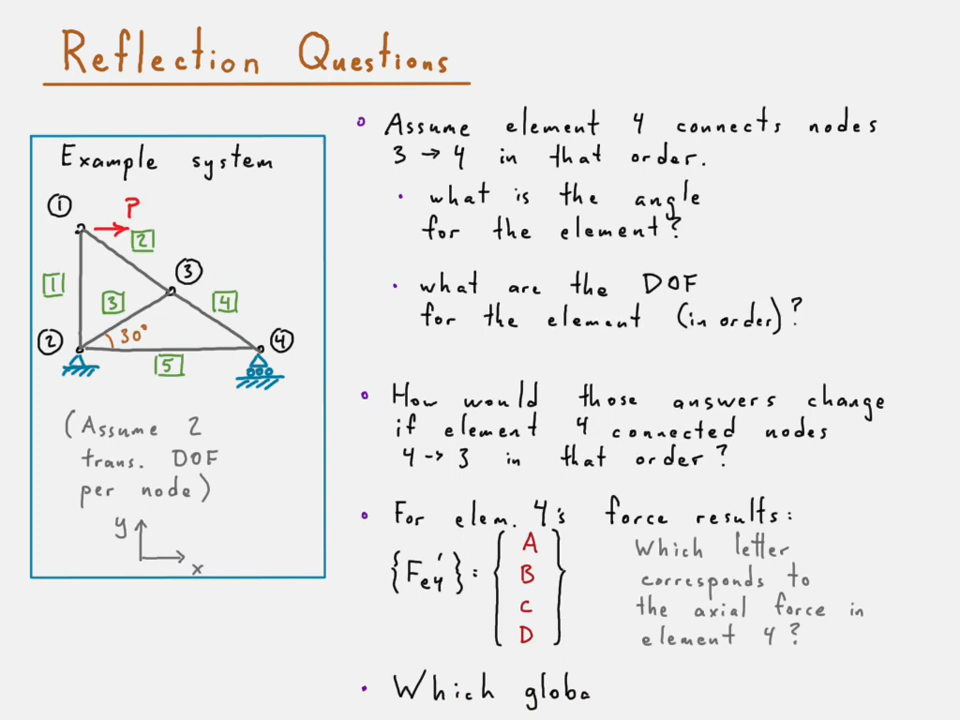 Reflection Questions
Example system
1
P
2
1
3
3
4
2
30°
4
5
(Assume 2
trans. DOF
per node)
y
x
Assume element 4 connects nodes
3 → 4 in that order.
what is the angle
for the element?
what are the DOF
for the element (in order)?
How would those answers change
if element 4 connected nodes
4 → 3 in that order?
For elem. 4's force results:
{Fe4'} = { A
B
C
D }
Which letter
corresponds to
the axial force in
element 4?
Which globa